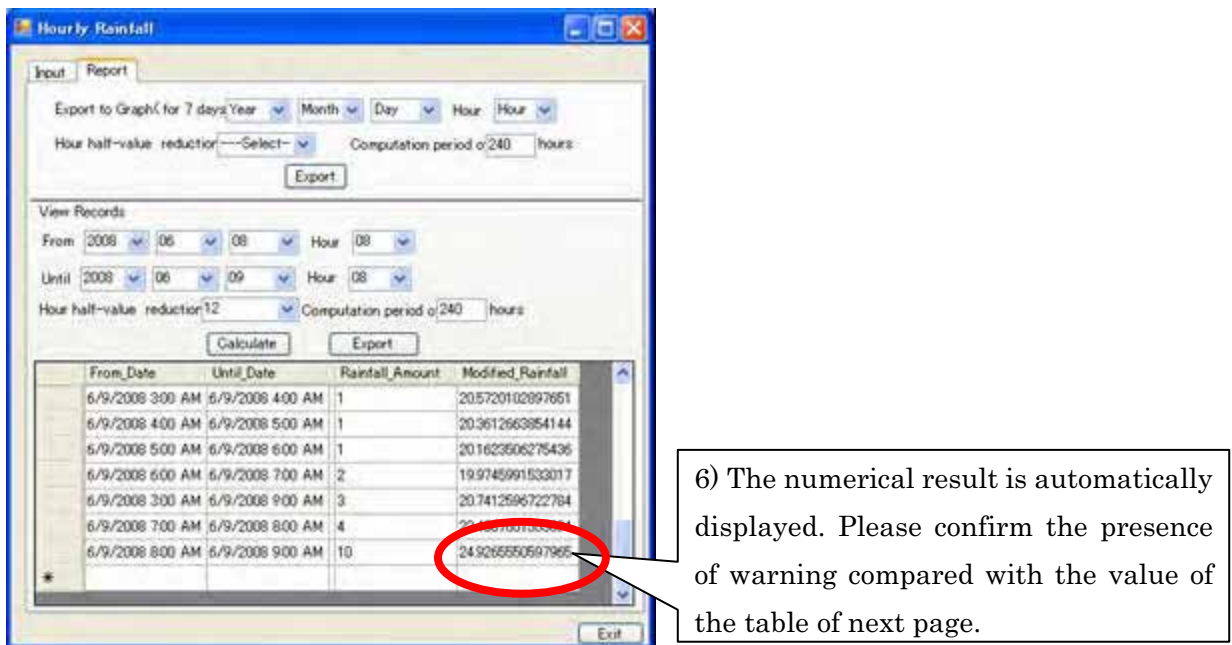 Hourly Rainfall
Input Report
Export to Graph( for 7 days Year Month Day Hour Hour
Hour half-value reduction ---Select- Computation period o 240 hours
Export
View Records
From 2008 06 08 Hour 08
Until 2008 06 09 Hour 08
Hour half-value reduction 12 Computation period o 240 hours
Calculate Export
From_Date Until_Date Rainfall_Amount Modified_Rainfall
6/9/2008 3:00 AM 6/9/2008 4:00 AM 1 20.5720102897651
6/9/2008 4:00 AM 6/9/2008 5:00 AM 1 20.3612663854144
6/9/2008 5:00 AM 6/9/2008 6:00 AM 1 20.1623506275436
6/9/2008 6:00 AM 6/9/2008 7:00 AM 2 19.9745991533017
6/9/2008 3:00 AM 6/9/2008 9:00 AM 3 20.7412596722784
6/9/2008 7:00 AM 6/9/2008 8:00 AM 4
6/9/2008 8:00 AM 6/9/2008 9:00 AM 10 24.9265550597965
*
Exit
6) The numerical result is automatically
displayed. Please confirm the presence
of warning compared with the value of
the table of next page.